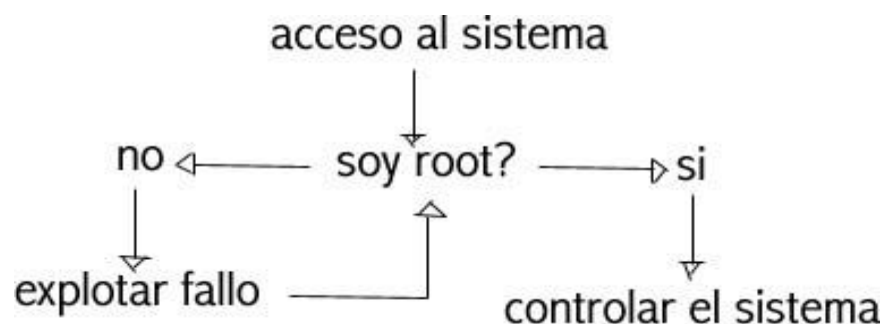 acceso al sistema
no
soy root?
si
explotar fallo
controlar el sistema